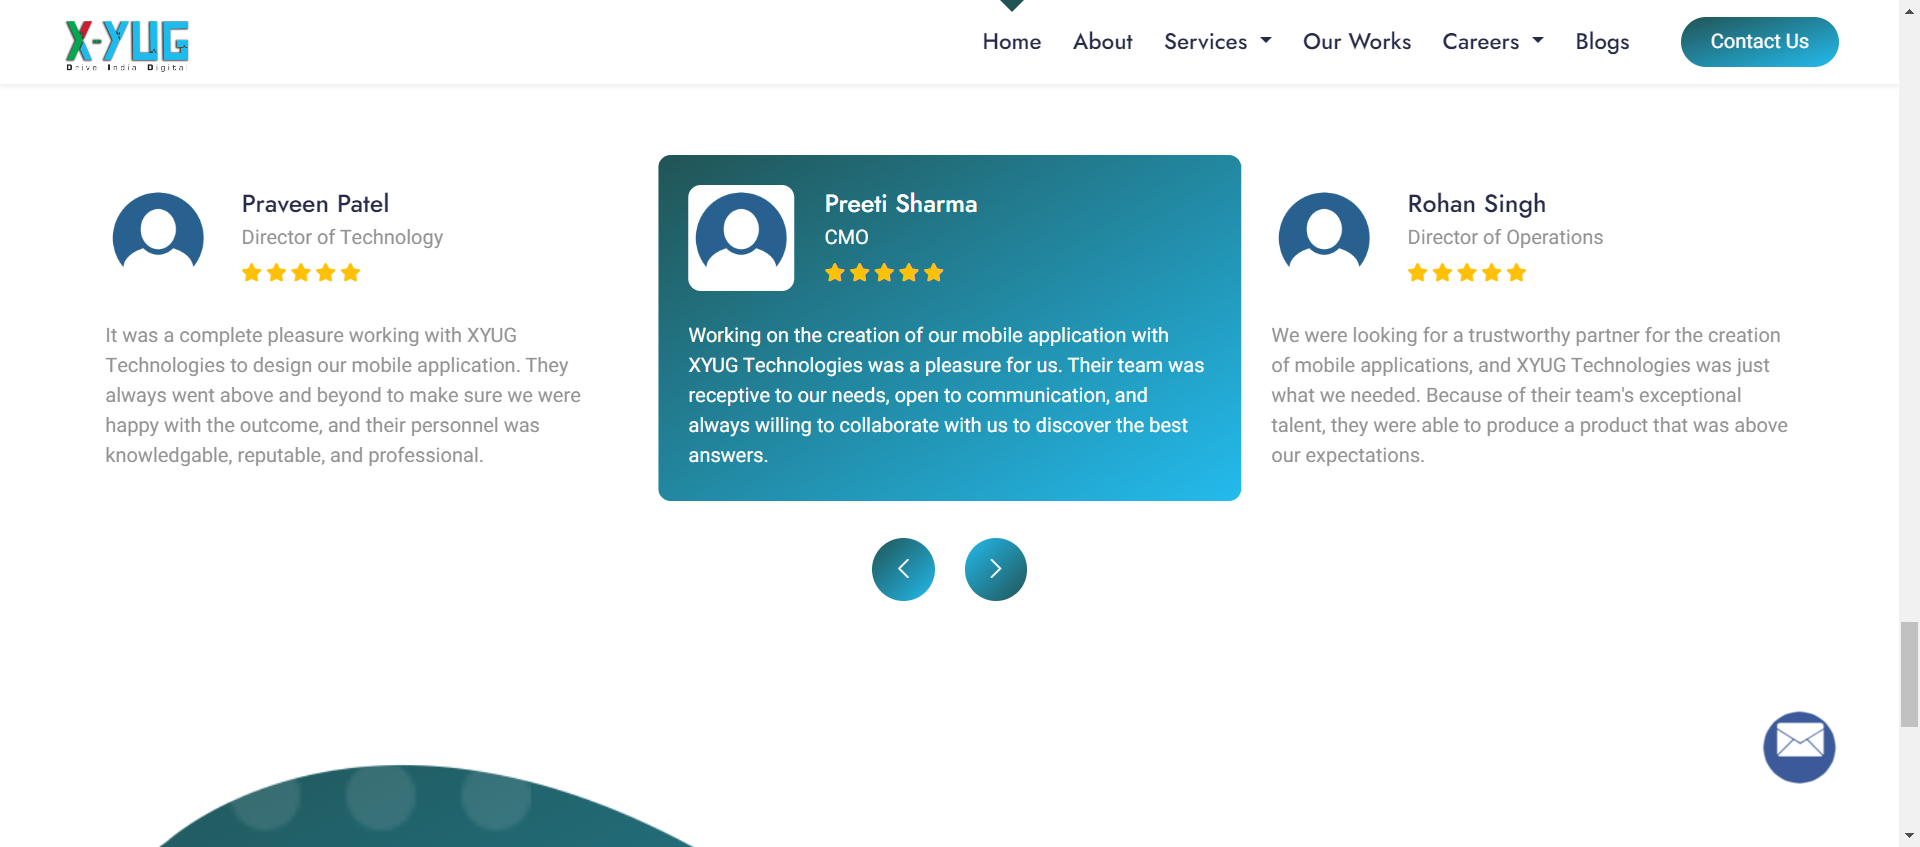 X-YUG
Drive India Digital
Home About Services Our Works Careers Blogs Contact Us
Praveen Patel
Director of Technology
It was a complete pleasure working with XYUG
Technologies to design our mobile application. They
always went above and beyond to make sure we were
happy with the outcome, and their personnel was
knowledgable, reputable, and professional.
Preeti Sharma
CMO
Working on the creation of our mobile application with
XYUG Technologies was a pleasure for us. Their team was
receptive to our needs, open to communication, and
always willing to collaborate with us to discover the best
answers.
Rohan Singh
Director of Operations
We were looking for a trustworthy partner for the creation
of mobile applications, and XYUG Technologies was just
what we needed. Because of their team's exceptional
talent, they were able to produce a product that was above
our expectations.